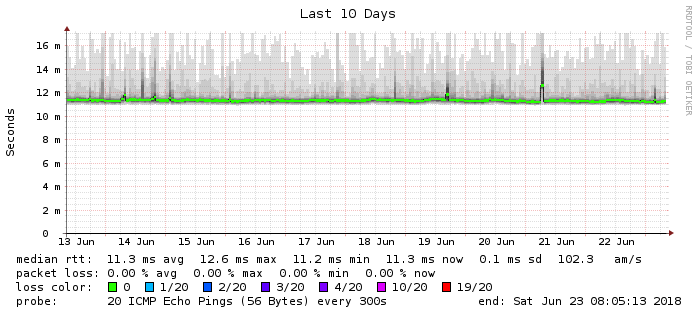 Last 10 Days
RRDTOOL / TOBI OETIKER
Seconds
16 m
14 m
12 m
10 m
8 m
6 m
4 m
2 m
0
13 Jun 14 Jun 15 Jun 16 Jun 17 Jun 18 Jun 19 Jun 20 Jun 21 Jun 22 Jun
median rtt: 11.3 ms avg 12.6 ms max 11.2 ms min 11.3 ms now 0.1 ms sd 102.3 am/s
packet loss: 0.00 % avg 0.00 % max 0.00 % min 0.00 % now
loss color: 0 1/20 2/20 3/20 4/20 10/20 19/20
probe: 20 ICMP Echo Pings (56 Bytes) every 300s end: Sat Jun 23 08:05:13 2018